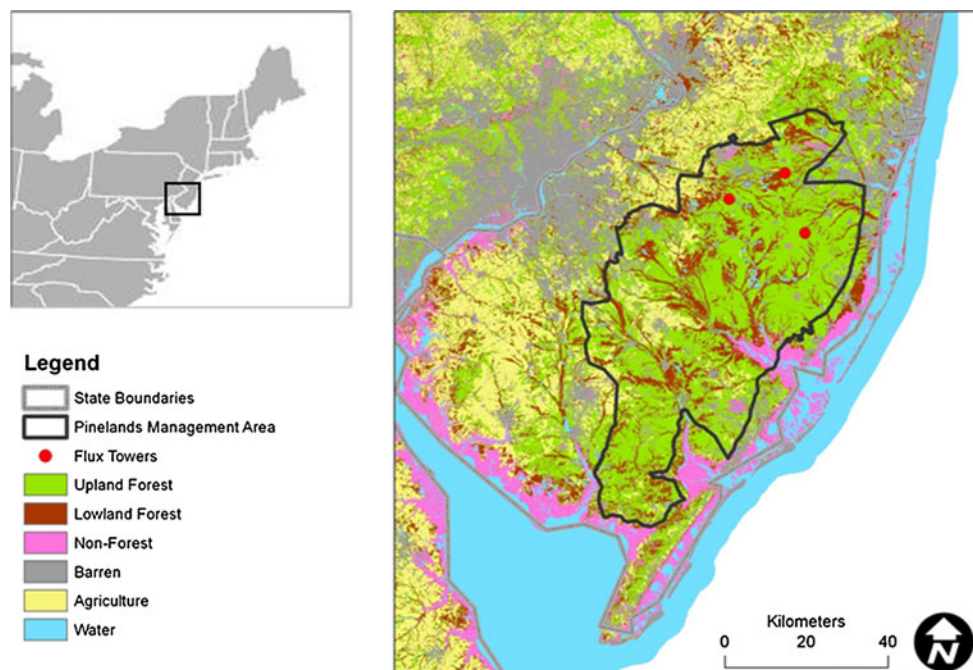 Legend
State Boundaries
Pinelands Management Area
Flux Towers
Upland Forest
Lowland Forest
Non-Forest
Barren
Agriculture
Water
Kilometers
0 20 40
N